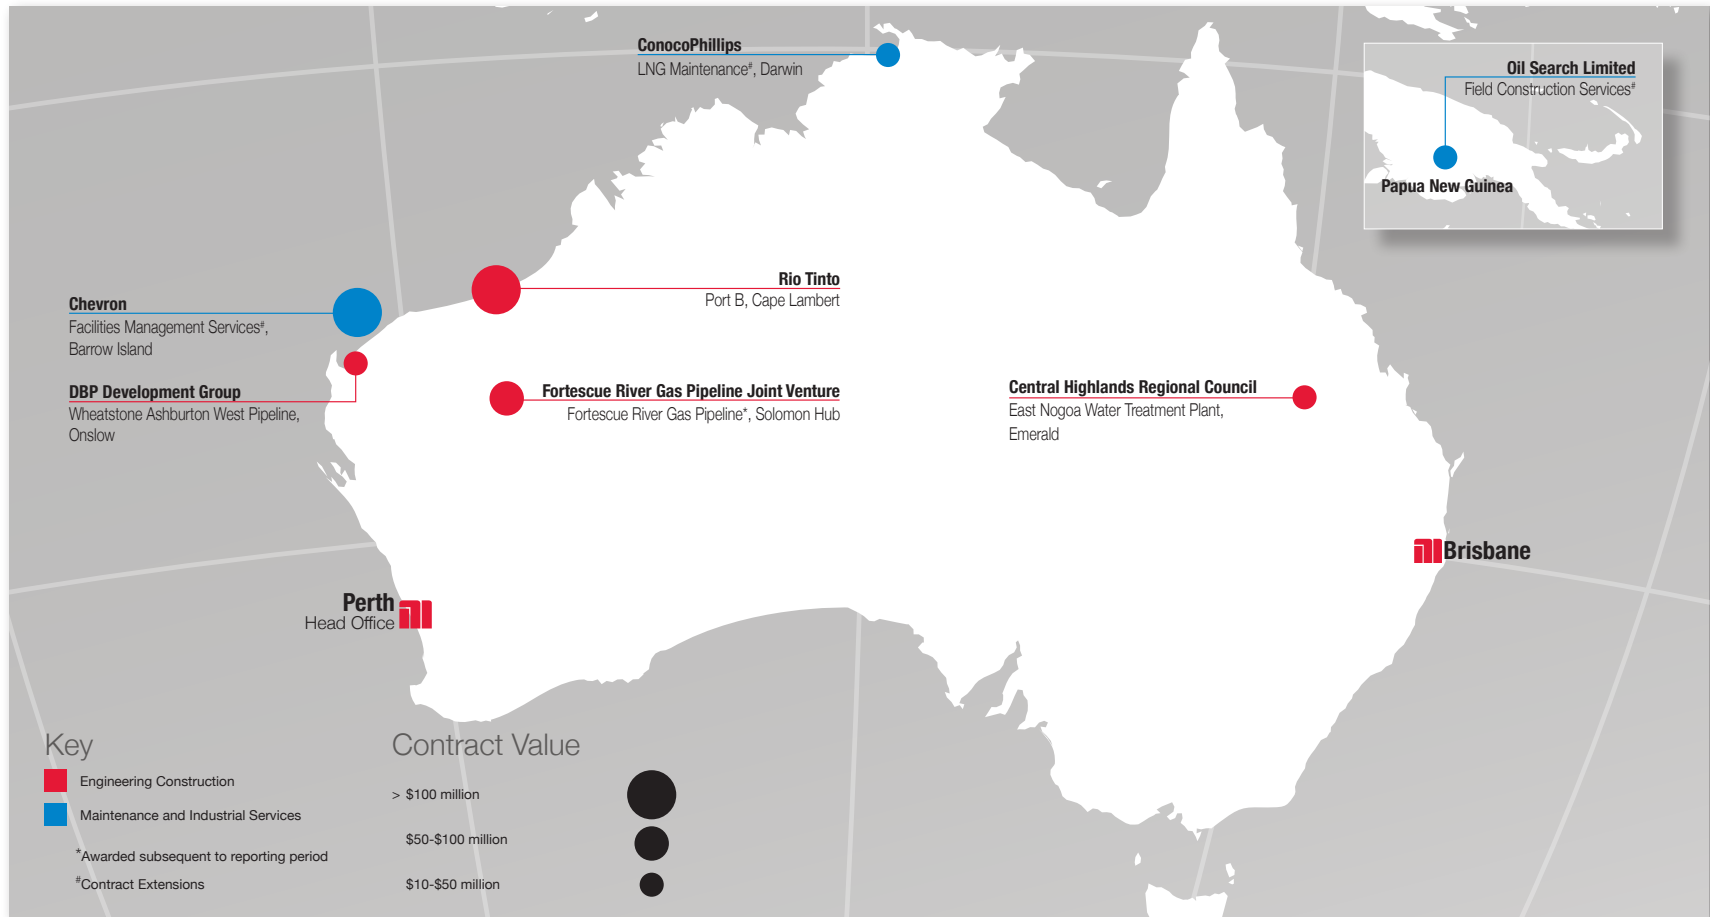 ConocoPhillips
LNG Maintenance#, Darwin
Oil Search Limited
Field Construction Services#
Papua New Guinea
Rio Tinto
Port B, Cape Lambert
Chevron
Facilities Management Services#,
Barrow Island
DBP Development Group
Wheatstone Ashburton West Pipeline,
Onslow
Fortescue River Gas Pipeline Joint Venture
Fortescue River Gas Pipeline*, Solomon Hub
Central Highlands Regional Council
East Nogoa Water Treatment Plant,
Emerald
Brisbane
Perth
Head Office
Key
Engineering Construction
Maintenance and Industrial Services
*Awarded subsequent to reporting period
#Contract Extensions
Contract Value
> $100 million
$50-$100 million
$10-$50 million